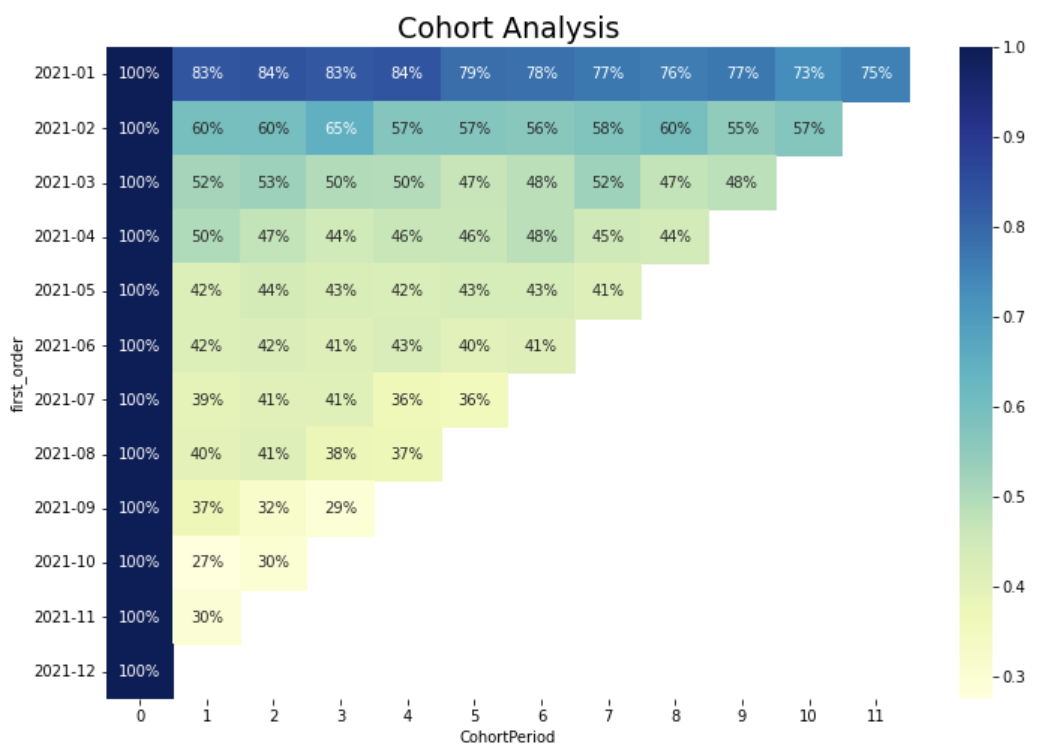 Cohort Analysis
2021-01 100% 83% 84% 83% 84% 79% 78% 77% 76% 77% 73% 75% 1.0
2021-02 100% 60% 60% 65% 57% 57% 56% 58% 60% 55% 57% 0.9
2021-03 100% 52% 53% 50% 50% 47% 48% 52% 47% 48%
2021-04 100% 50% 47% 44% 46% 46% 48% 45% 44% 0.8
2021-05 100% 42% 44% 43% 42% 43% 43% 41% 0.7
2021-06 100% 42% 42% 41% 43% 40% 41%
first_order
2021-07 100% 39% 41% 41% 36% 36% 0.6
2021-08 100% 40% 41% 38% 37% 0.5
2021-09 100% 37% 32% 29%
2021-10 100% 27% 30% 0.4
2021-11 100% 30%
2021-12 100% 0.3
0 1 2 3 4 5 6 7 8 9 10 11
CohortPeriod